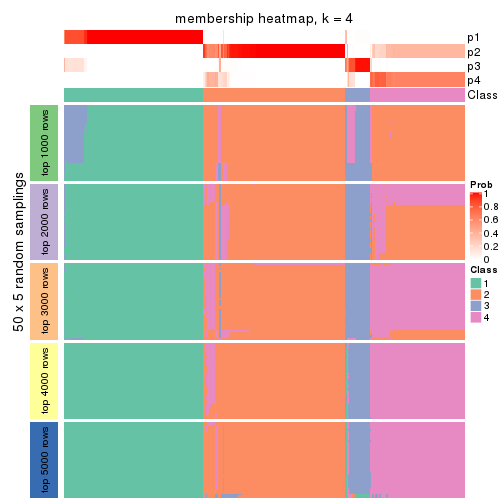 membership heatmap, k = 4
p1
p2
p3
p4
Class
50 x 5 random samplings
top 1000 rows
top 2000 rows
top 3000 rows
top 4000 rows
top 5000 rows
Prob
1
0.8
0.6
0.4
0.2
0
Class
1
2
3
4